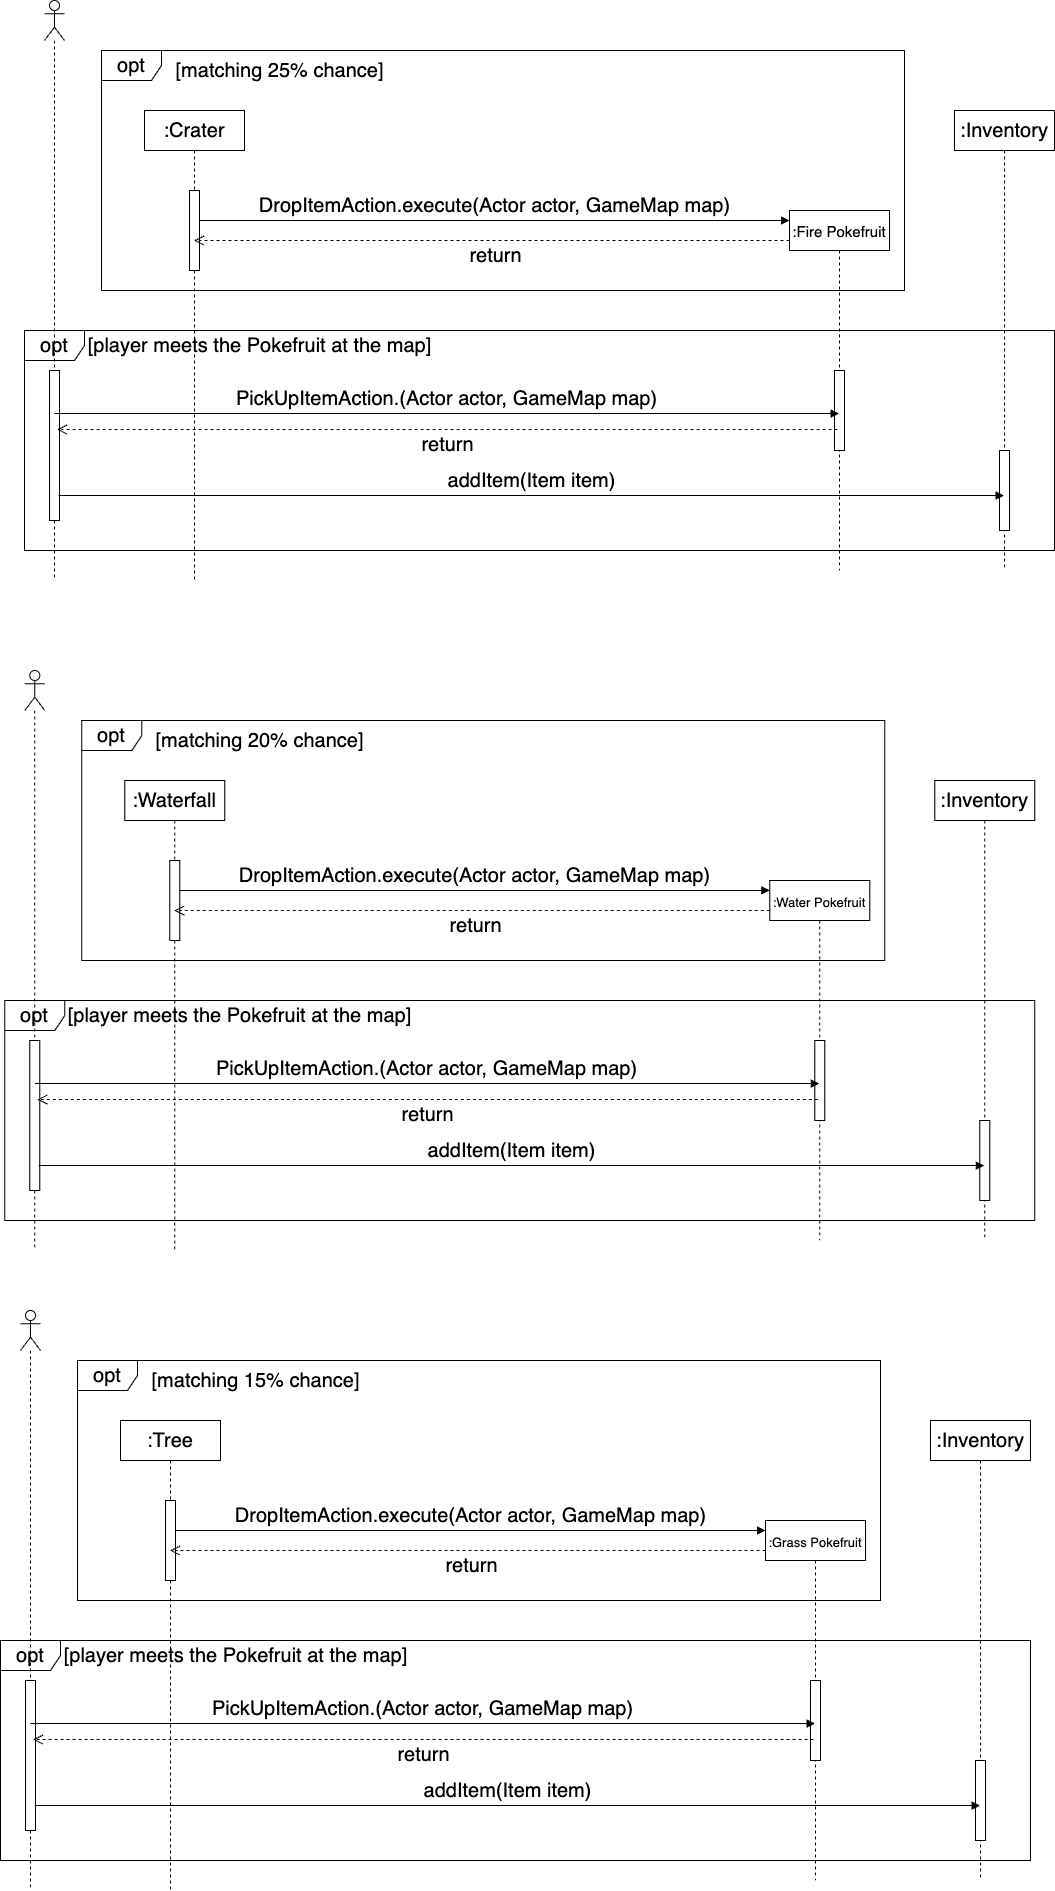 opt
[matching 25% chance]
:Crater
:Inventory
DropItemAction.execute(Actor actor, GameMap map)
:Fire Pokefruit
return
opt
[player meets the Pokefruit at the map]
PickUpItemAction.(Actor actor, GameMap map)
return
addItem(Item item)
opt
[matching 20% chance]
:Waterfall
:Inventory
DropItemAction.execute(Actor actor, GameMap map)
:Water Pokefruit
return
opt
[player meets the Pokefruit at the map]
PickUpItemAction.(Actor actor, GameMap map)
return
addItem(Item item)
opt
[matching 15% chance]
:Tree
:Inventory
DropItemAction.execute(Actor actor, GameMap map)
:Grass Pokefruit
return
opt
[player meets the Pokefruit at the map]
PickUpItemAction.(Actor actor, GameMap map)
return
addItem(Item item)